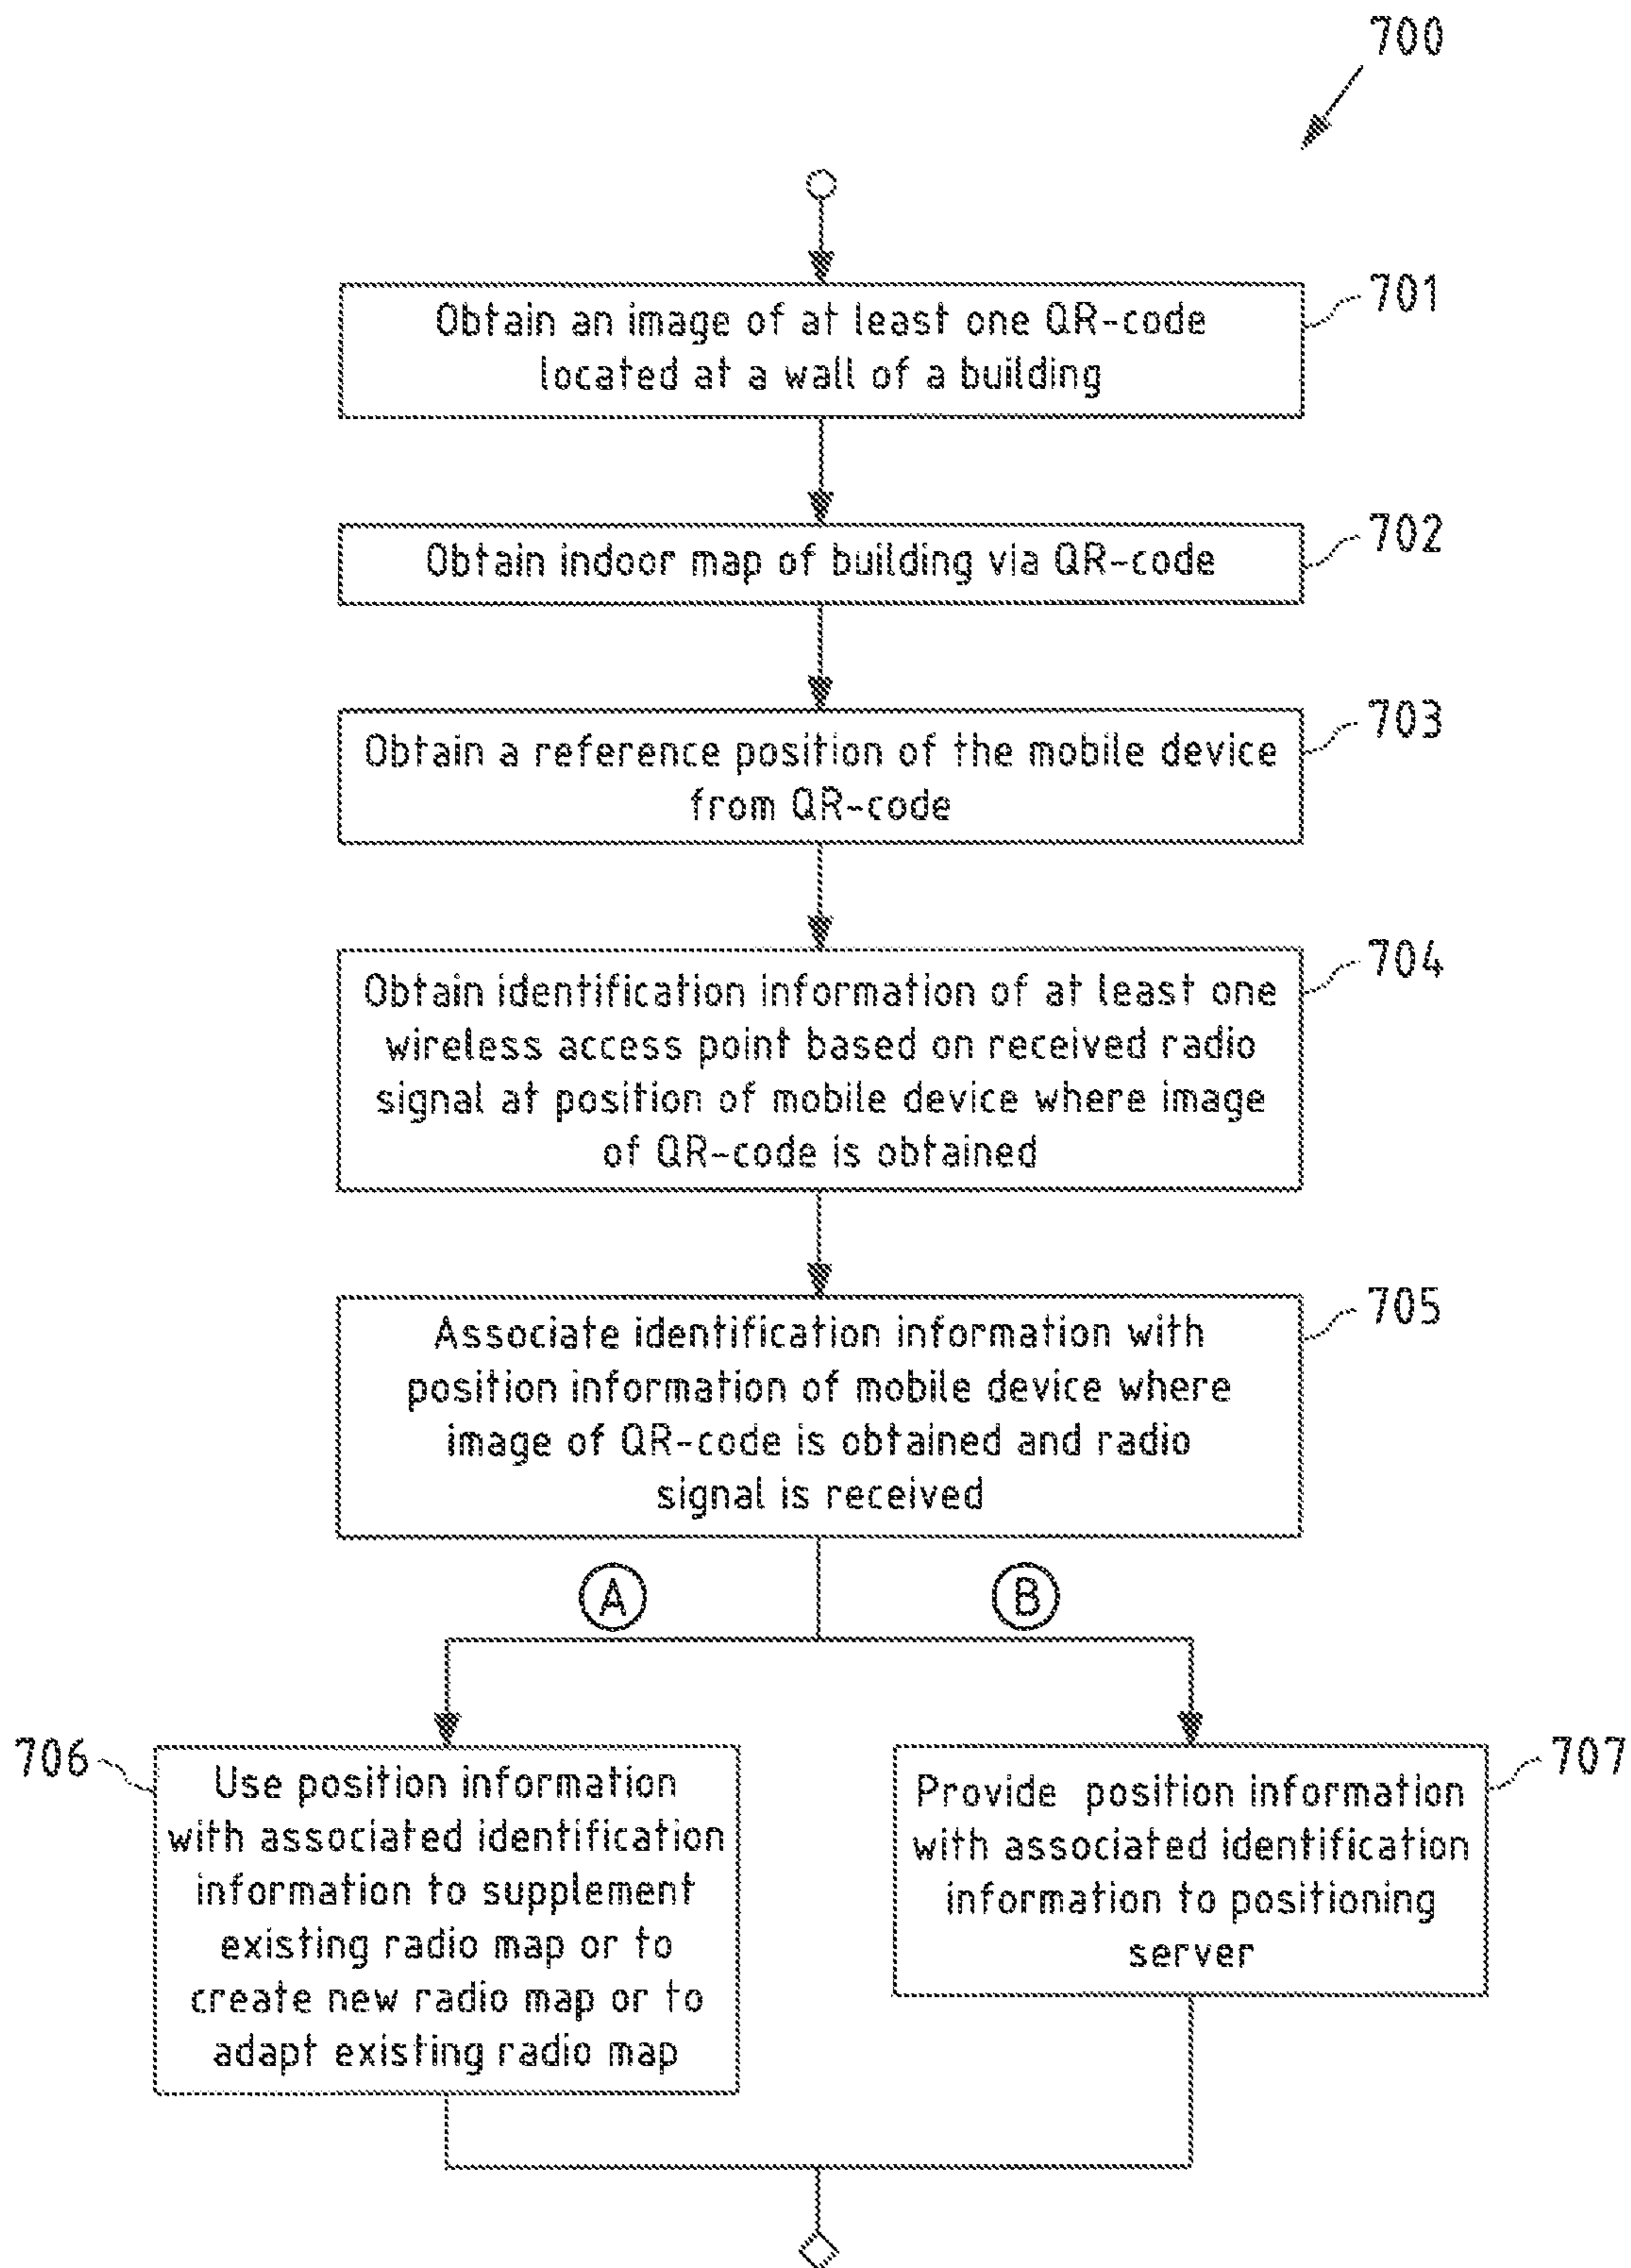 700
701
Obtain an image of at least one QR-code
located at a wall of a building
702
Obtain indoor map of building via QR-code
703
Obtain a reference position of the mobile device
from QR-code
704
Obtain identification information of at least one
wireless access point based on received radio
signal at position of mobile device where image
of QR-code is obtained
705
Associate identification information with
position information of mobile device where
image of QR-code is obtained and radio
signal is received
A
B
706
Use position information
with associated identification
information to supplement
existing radio map or to
create new radio map or to
adapt existing radio map
707
Provide position information
with associated identification
information to positioning
server